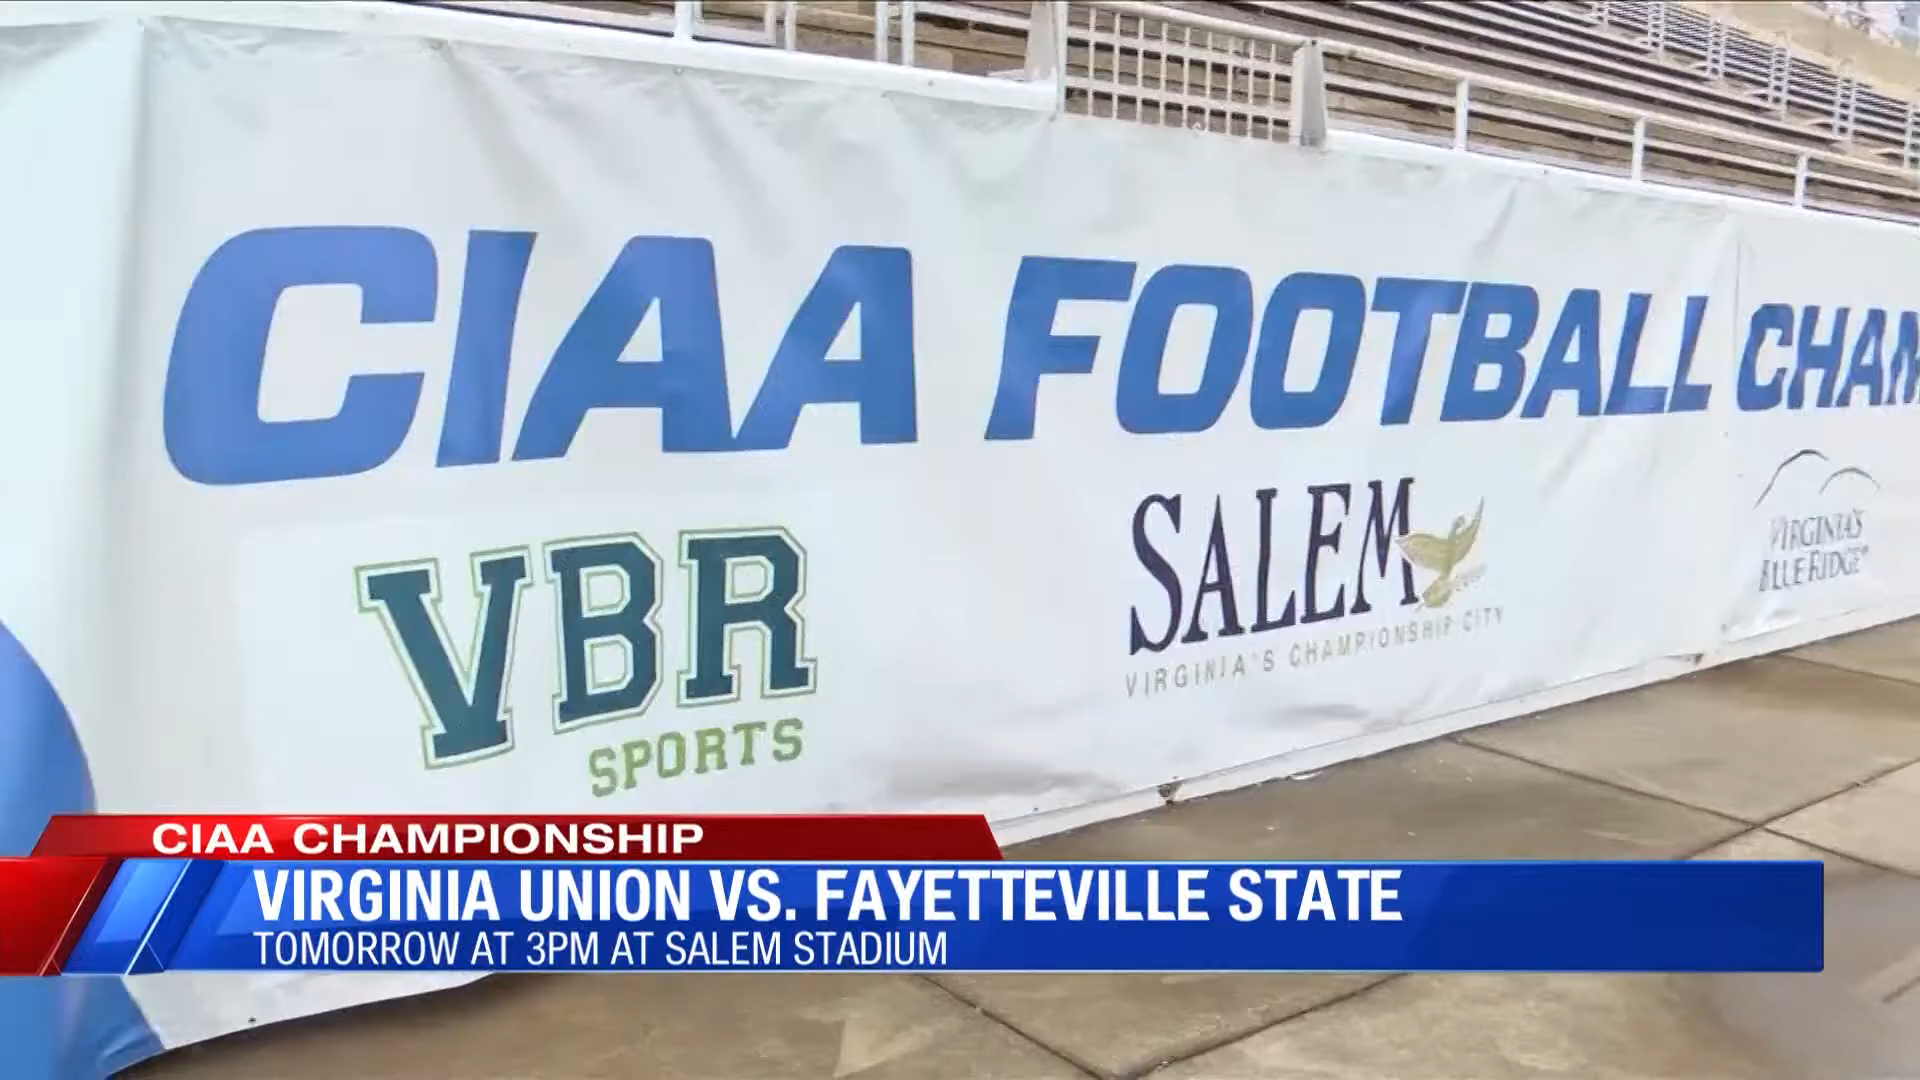 CIAA FOOTBALL CHAM
VBR
SPORTS
SALEM
VIRGINIA'S CHAMPIONSHIP CITY
VIRGINIA'S
BLUE RIDGE®
CIAA CHAMPIONSHIP
VIRGINIA UNION VS. FAYETTEVILLE STATE
TOMORROW AT 3PM AT SALEM STADIUM